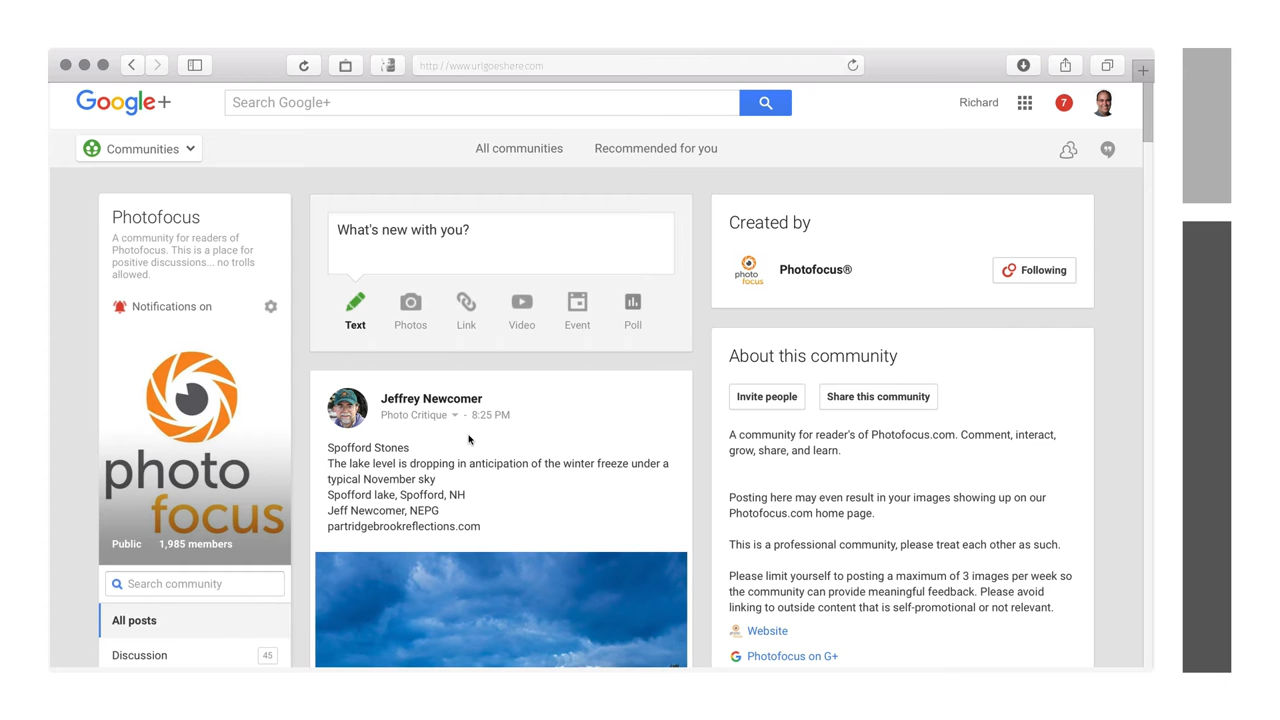 http://www.urlgoeshere.com
Google+
Search Google+
Richard
7
Communities
All communities
Recommended for you
Photofocus
A community for readers of
Photofocus. This is a place for
positive discussions... no trolls
allowed.
Notifications on
photo
focus
Public 1,985 members
Search community
All posts
Discussion 45
What's new with you?
Text Photos Link Video Event Poll
Jeffrey Newcomer
Photo Critique - 8:25 PM
Spofford Stones
The lake level is dropping in anticipation of the winter freeze under a
typical November sky
Spofford lake, Spofford, NH
Jeff Newcomer, NEPG
partridgebrookreflections.com
Created by
photo
focus
Photofocus®
Following
About this community
Invite people
Share this community
A community for reader's of Photofocus.com. Comment, interact,
grow, share, and learn.
Posting here may even result in your images showing up on our
Photofocus.com home page.
This is a professional community, please treat each other as such.
Please limit yourself to posting a maximum of 3 images per week so
the community can provide meaningful feedback. Please avoid
linking to outside content that is self-promotional or not relevant.
Website
Photofocus on G+